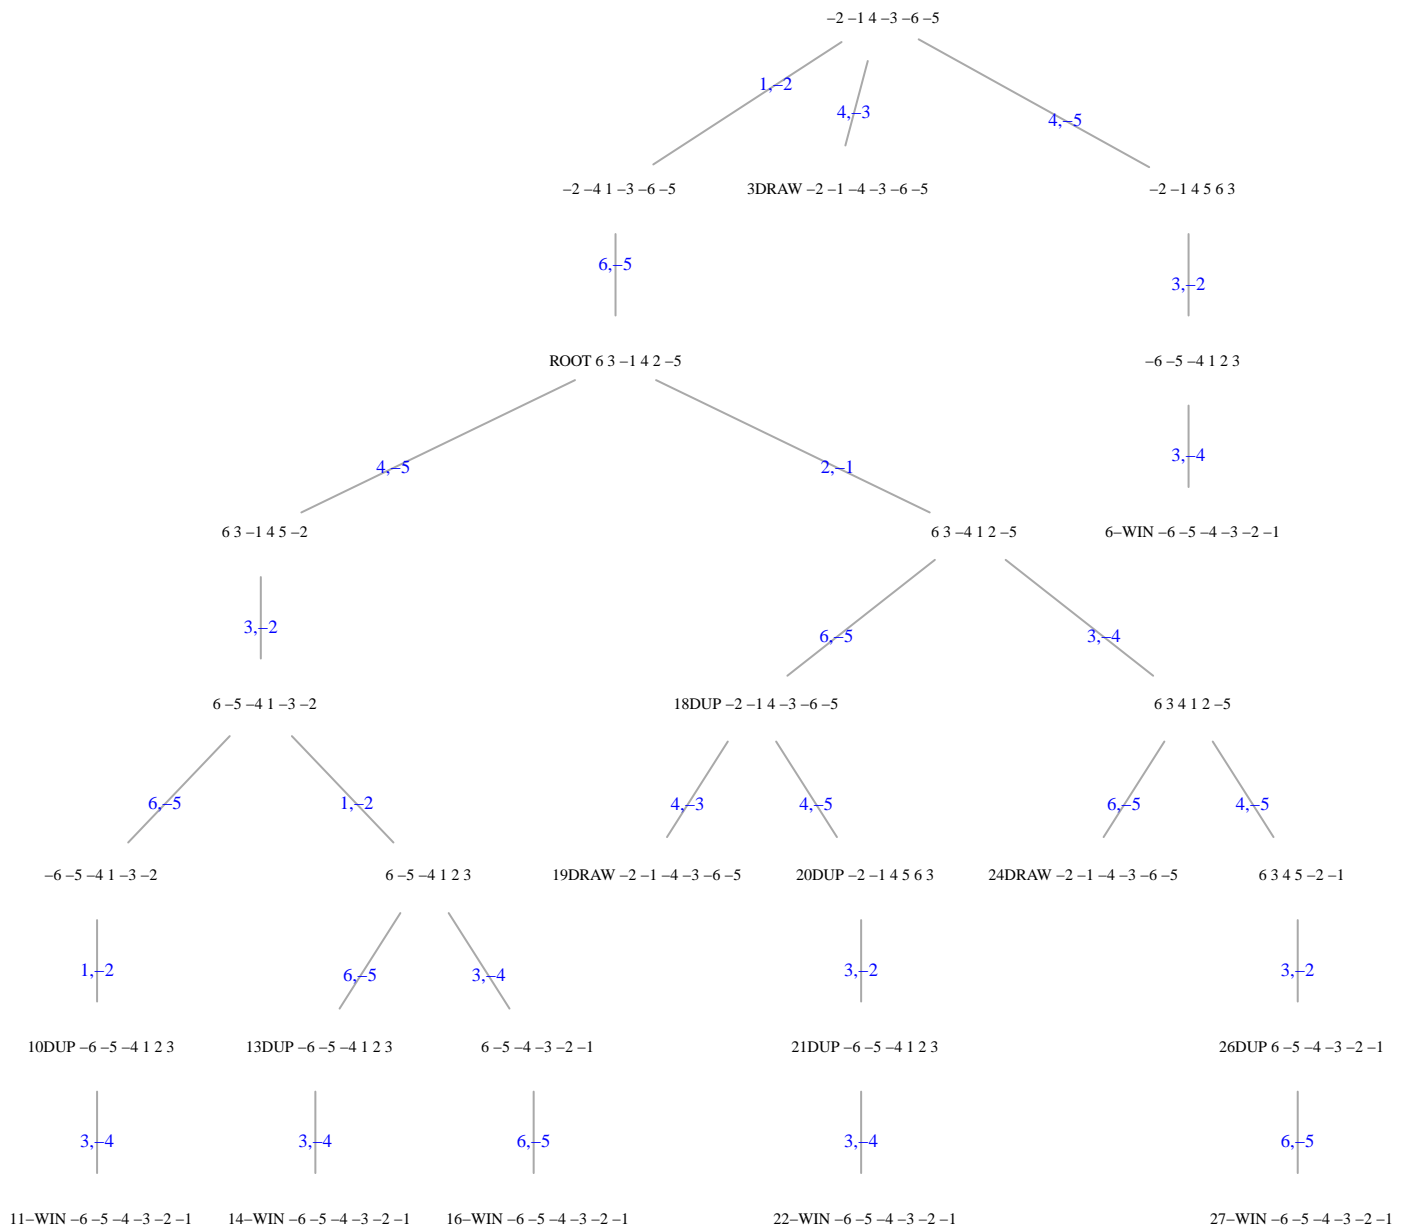 −2 −1 4 −3 −6 −5
1,−2
4,−3
4,−5
−2 −4 1 −3 −6 −5
3DRAW −2 −1 −4 −3 −6 −5
−2 −1 4 5 6 3
6,−5
3,−2
ROOT 6 3 −1 4 2 −5
−6 −5 −4 1 2 3
4,−5
2,−1
3,−4
6 3 −1 4 5 −2
6 3 −4 1 2 −5
6−WIN −6 −5 −4 −3 −2 −1
3,−2
6,−5
3,−4
6 −5 −4 1 −3 −2
18DUP −2 −1 4 −3 −6 −5
6 3 4 1 2 −5
6,−5
1,−2
4,−3
4,−5
6,−5
4,−5
−6 −5 −4 1 −3 −2
6 −5 −4 1 2 3
19DRAW −2 −1 −4 −3 −6 −5
20DUP −2 −1 4 5 6 3
24DRAW −2 −1 −4 −3 −6 −5
6 3 4 5 −2 −1
1,−2
6,−5
3,−4
3,−2
3,−2
10DUP −6 −5 −4 1 2 3
13DUP −6 −5 −4 1 2 3
6 −5 −4 −3 −2 −1
21DUP −6 −5 −4 1 2 3
26DUP 6 −5 −4 −3 −2 −1
3,−4
3,−4
6,−5
3,−4
6,−5
11−WIN −6 −5 −4 −3 −2 −1
14−WIN −6 −5 −4 −3 −2 −1
16−WIN −6 −5 −4 −3 −2 −1
22−WIN −6 −5 −4 −3 −2 −1
27−WIN −6 −5 −4 −3 −2 −1